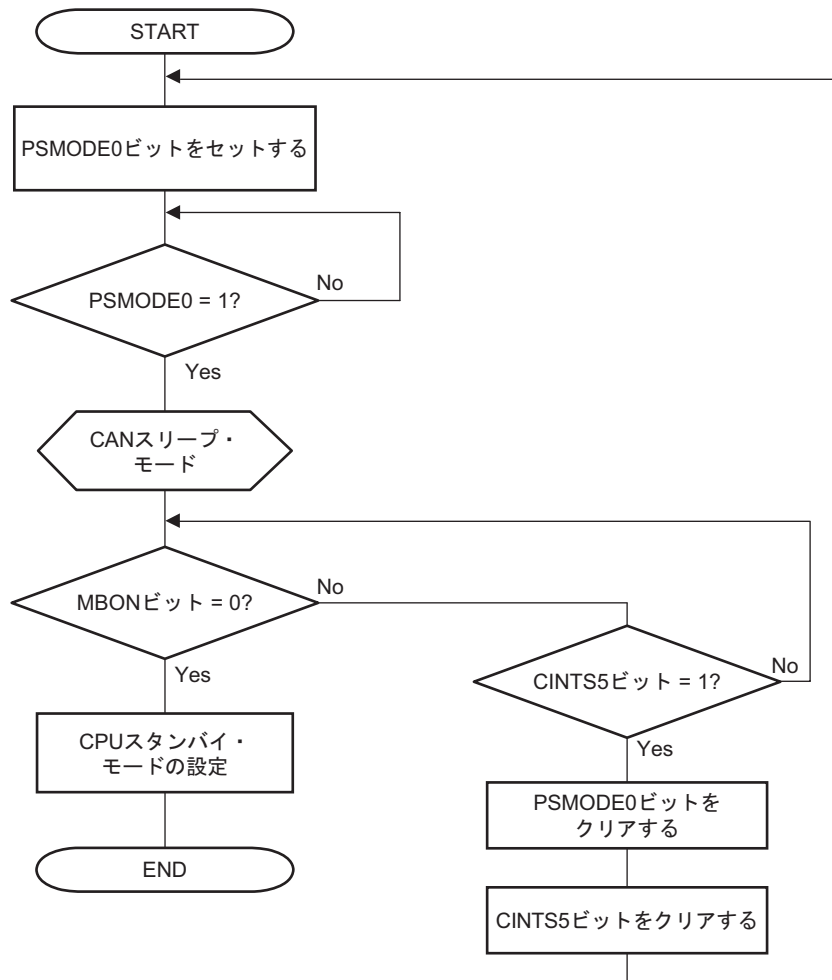 START
PSMODE0ビットをセットする
PSMODE0 = 1?
No
Yes
CANスリープ・
モード
MBONビット = 0?
No
Yes
CINTS5ビット = 1?
No
Yes
CPUスタンバイ・
モードの設定
PSMODE0ビットを
クリアする
END
CINTS5ビットをクリアする